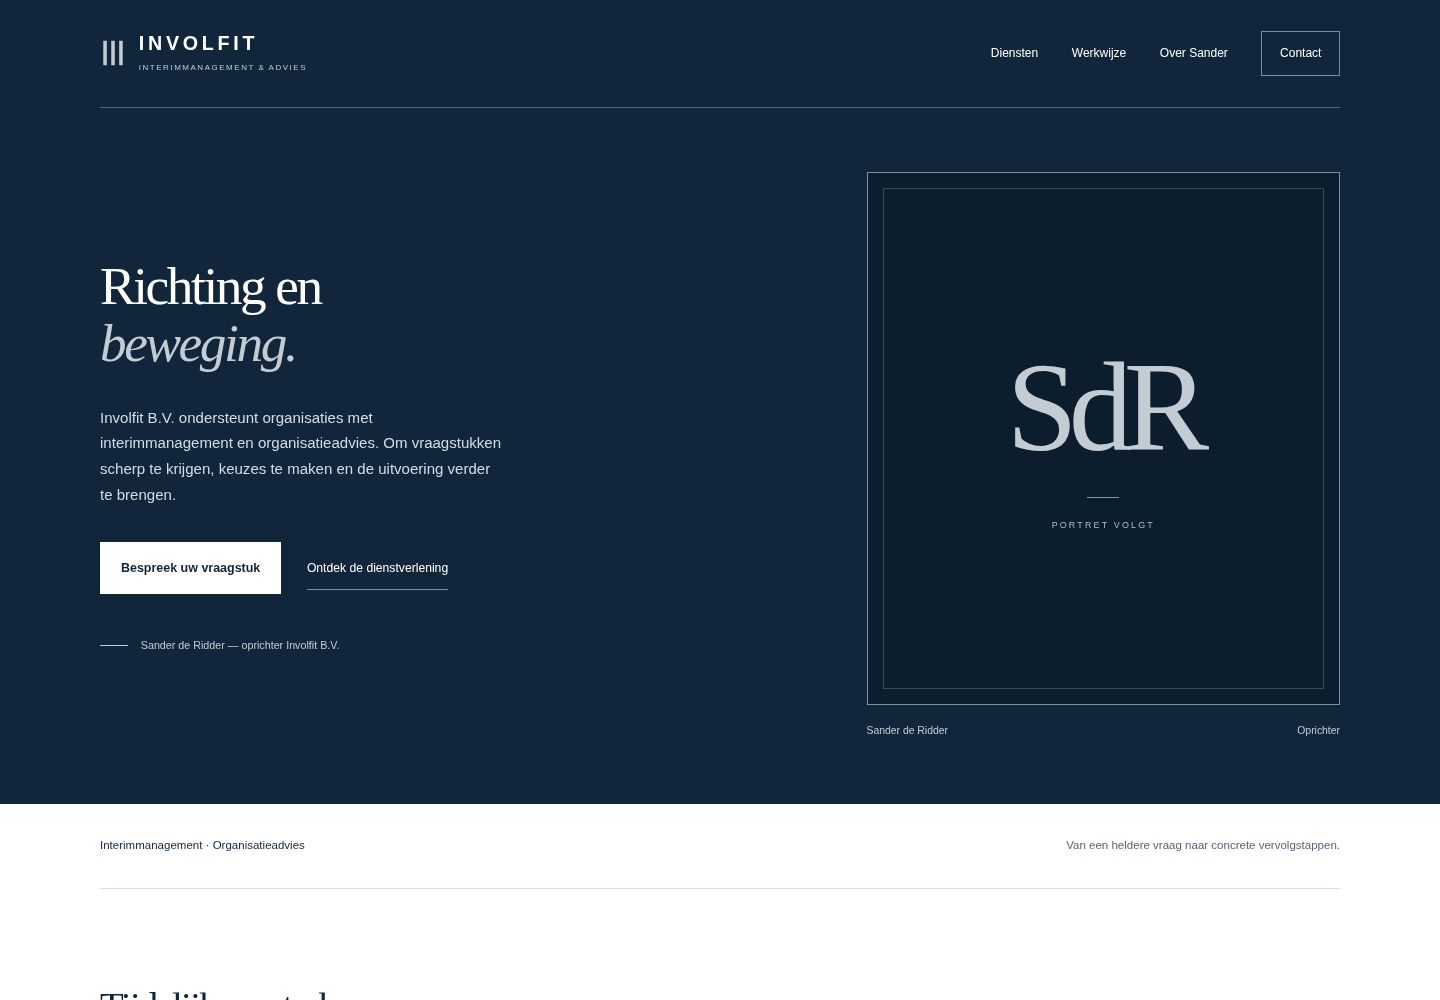 INVOLFIT
INTERIMMANAGEMENT & ADVIES
Diensten
Werkwijze
Over Sander
Contact
Richting en
beweging.
Involfit B.V. ondersteunt organisaties met
interimmanagement en organisatieadvies. Om vraagstukken
scherp te krijgen, keuzes te maken en de uitvoering verder
te brengen.
Bespreek uw vraagstuk
Ontdek de dienstverlening
Sander de Ridder — oprichter Involfit B.V.
SdR
PORTRET VOLGT
Sander de Ridder
Oprichter
Interimmanagement · Organisatieadvies
Van een heldere vraag naar concrete vervolgstappen.